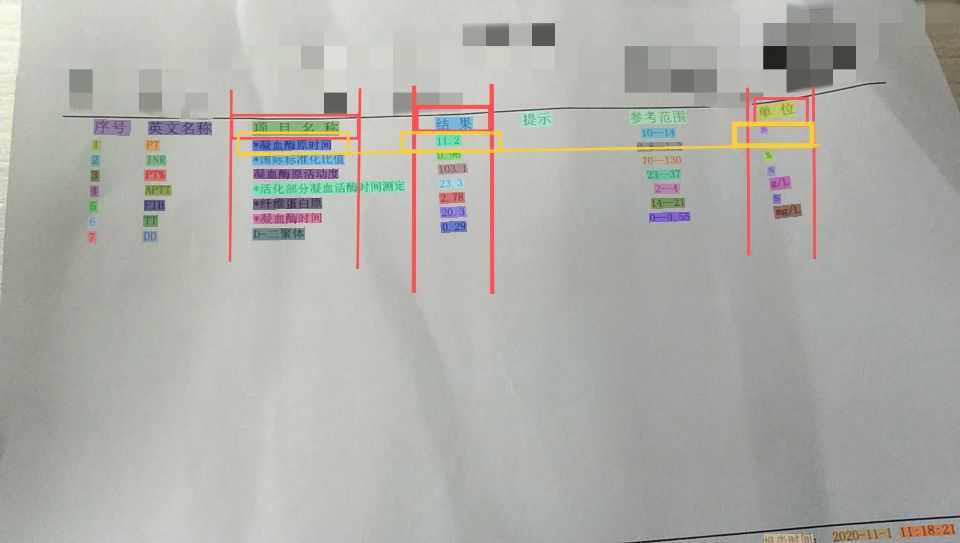 序号 英文名称 项目名称 结果 提示 参考范围 单位
1 PT *凝血酶原时间 11.2 10--14 s
2 INR *国际标准化比值 0.96
3 PT% 凝血酶原活动度 103.1 70--130 %
4 APTT *活化部分凝血活酶时间测定 23.3 23--37 s
5 FIB *纤维蛋白原 2.78 2--4 g/L
6 TT *凝血酶时间 20.3 14--21 s
7 DD D-二聚体 0.29 0--0.55 mg/L
报告时间: 2020-11-1 11:18:21